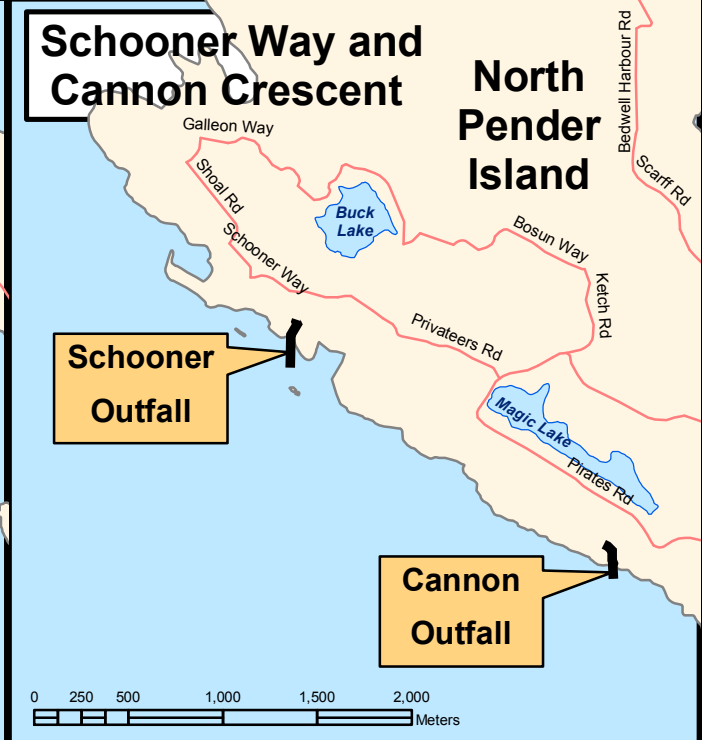 Schooner Way and
Cannon Crescent
North
Pender
Island
Bedwell Harbour Rd
Scarff Rd
Galleon Way
Shoal Rd
Schooner Way
Buck
Lake
Bosun Way
Ketch Rd
Privateers Rd
Schooner
Outfall
Magic Lake
Pirates Rd
Cannon
Outfall
0 250 500 1,000 1,500 2,000
Meters